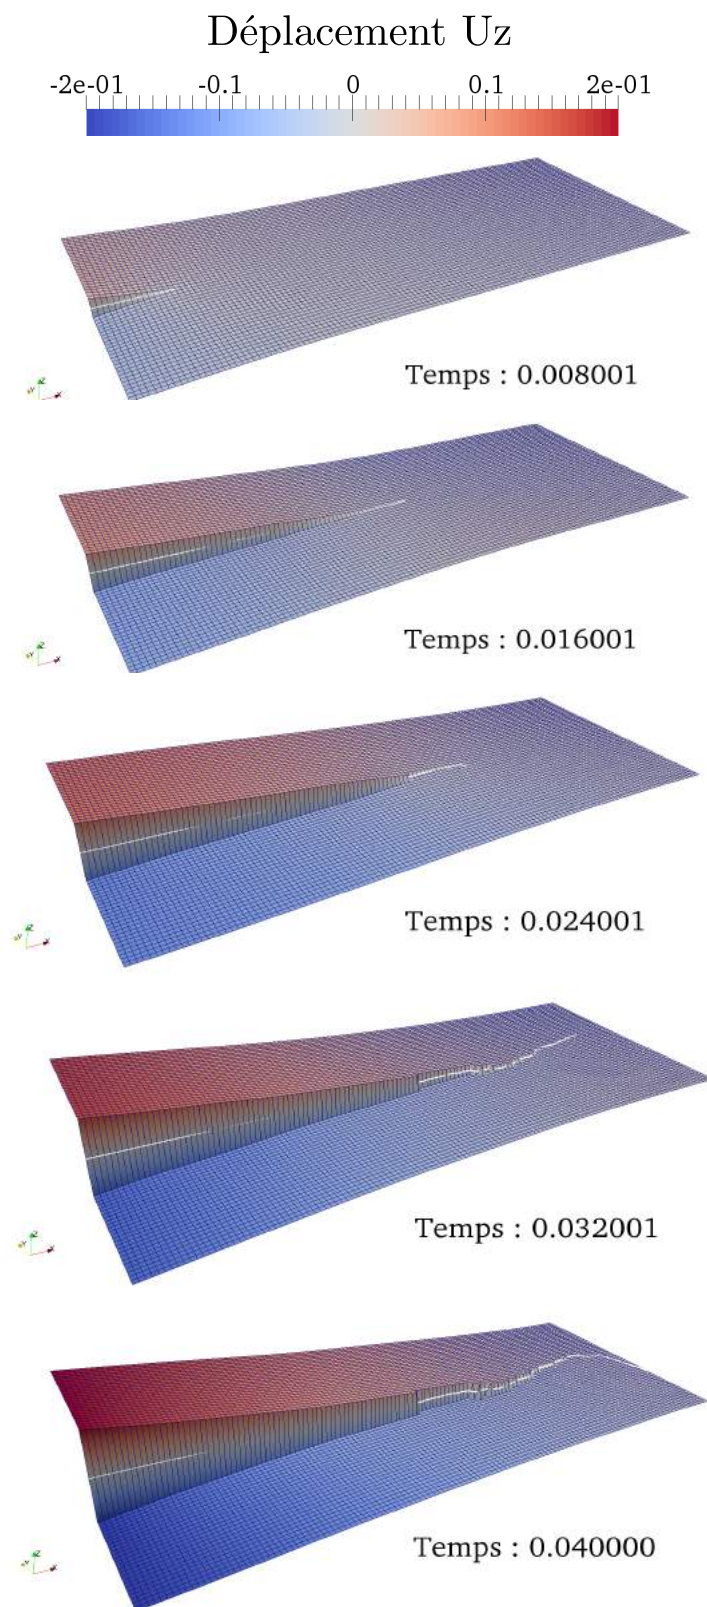 Déplacement Uz
-2e-01 -0.1 0 0.1 2e-01
Temps : 0.008001
Temps : 0.016001
Temps : 0.024001
Temps : 0.032001
Temps : 0.040000